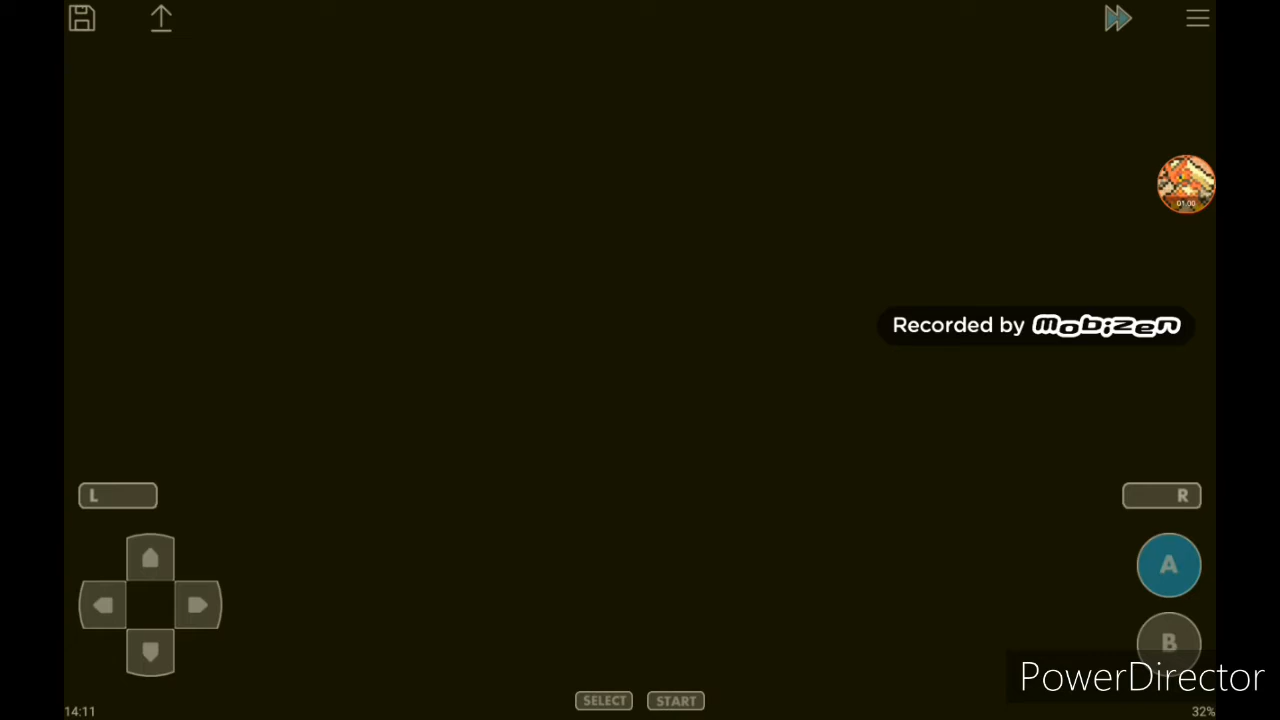 01:00
Recorded by mobizen
L
R
A
B
PowerDirector
SELECT START
14:11
32%